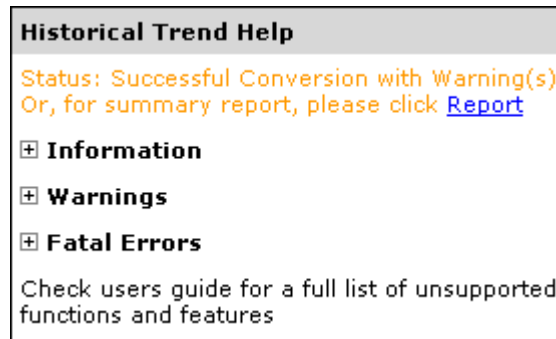 Historical Trend Help
Status: Successful Conversion with Warning(s)
Or, for summary report, please click Report
Information
Warnings
Fatal Errors
Check users guide for a full list of unsupported
functions and features